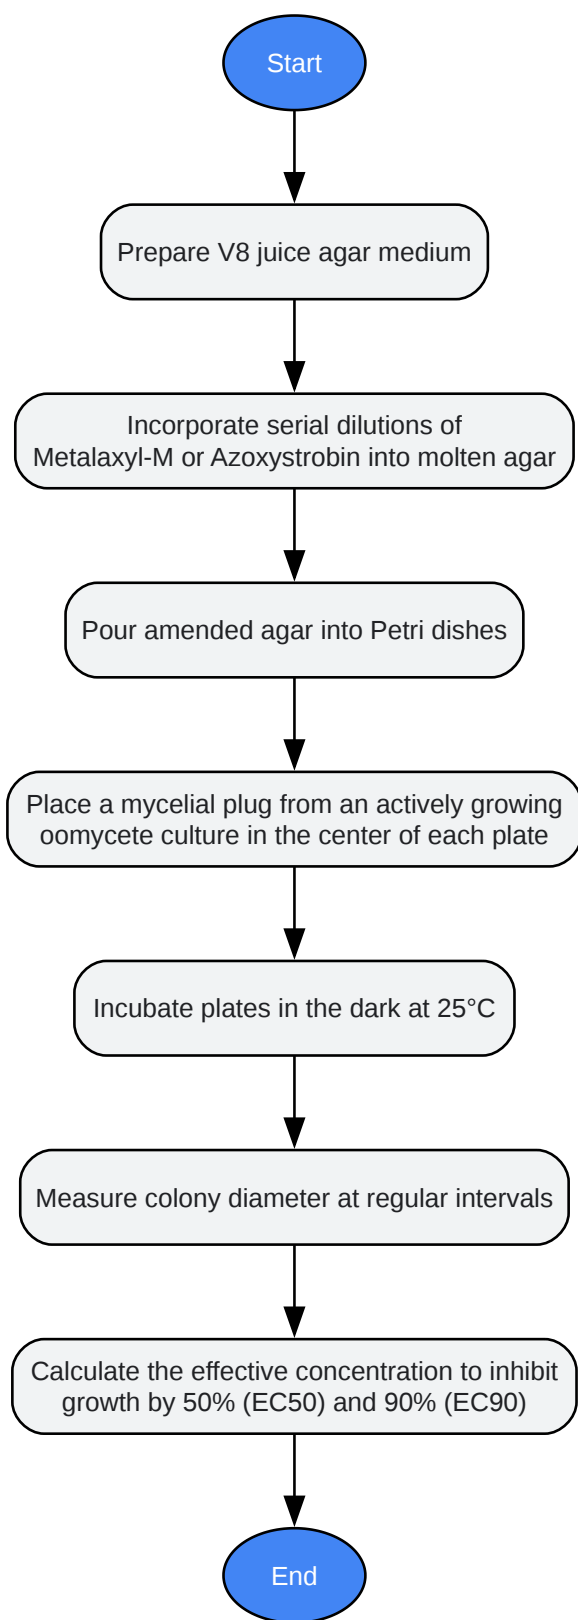 Start
Prepare V8 juice agar medium
Incorporate serial dilutions of
Metalaxyl-M or Azoxystrobin into molten agar
Pour amended agar into Petri dishes
Place a mycelial plug from an actively growing
oomycete culture in the center of each plate
Incubate plates in the dark at 25°C
Measure colony diameter at regular intervals
Calculate the effective concentration to inhibit
growth by 50% (EC50) and 90% (EC90)
End